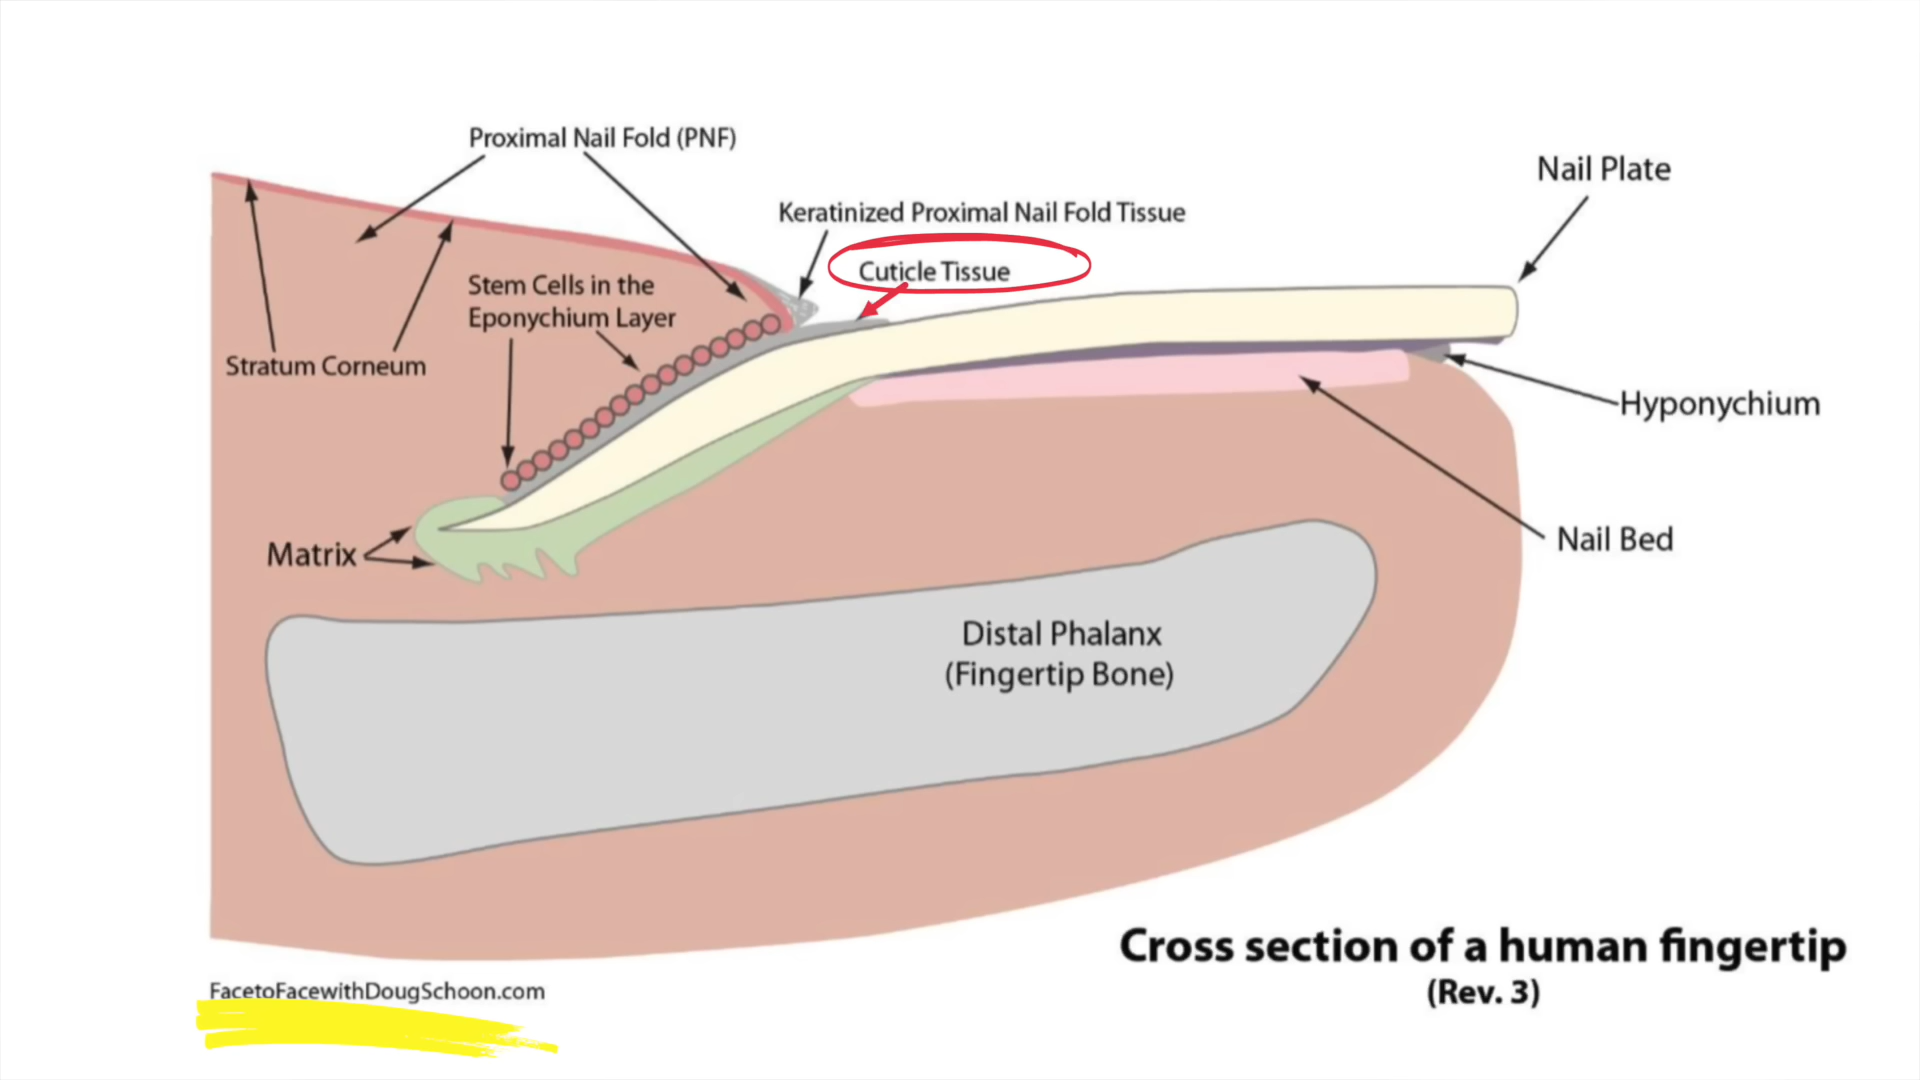 Proximal Nail Fold (PNF)
Nail Plate
Keratinized Proximal Nail Fold Tissue
Cuticle Tissue
Stem Cells in the
Eponychium Layer
Stratum Corneum
Hyponychium
Nail Bed
Matrix
Distal Phalanx
(Fingertip Bone)
Cross section of a human fingertip
(Rev. 3)
FacetoFacewithDougSchoon.com